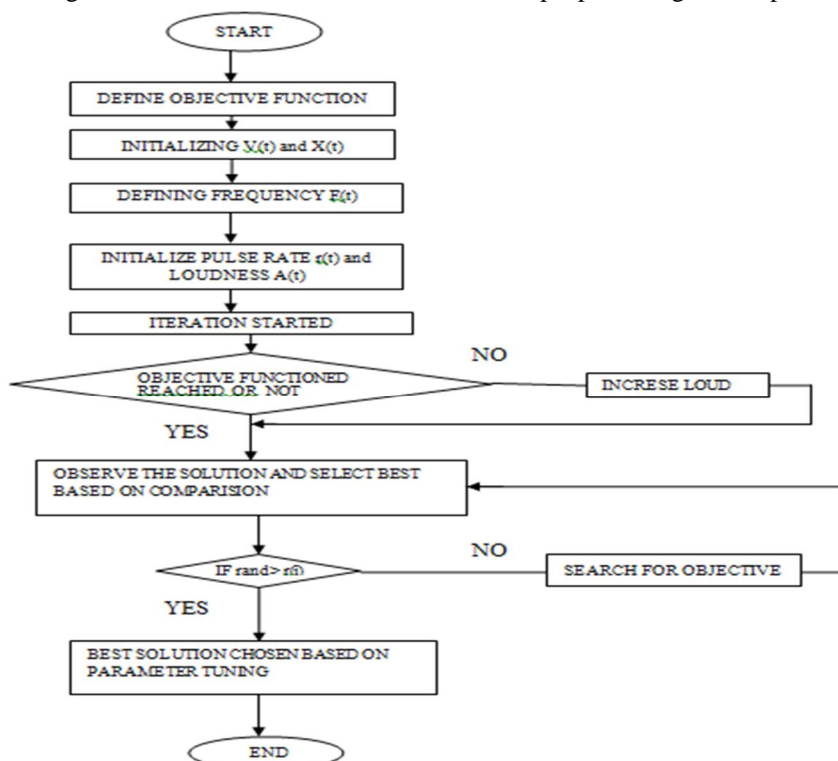 START
DEFINE OBJECTIVE FUNCTION
INITIALIZING V(t) and X(t)
DEFINING FREQUENCY F(t)
INITIALIZE PULSE RATE r(t) and
LOUDNESS A(t)
ITERATION STARTED
NO
OBJECTIVE FUNCTIONED
REACHED OR NOT
INCRESE LOUD
YES
OBSERVE THE SOLUTION AND SELECT BEST
BASED ON COMPARISION
NO
IF rand> r(i)
SEARCH FOR OBJECTIVE
YES
BEST SOLUTION CHOSEN BASED ON
PARAMETER TUNING
END